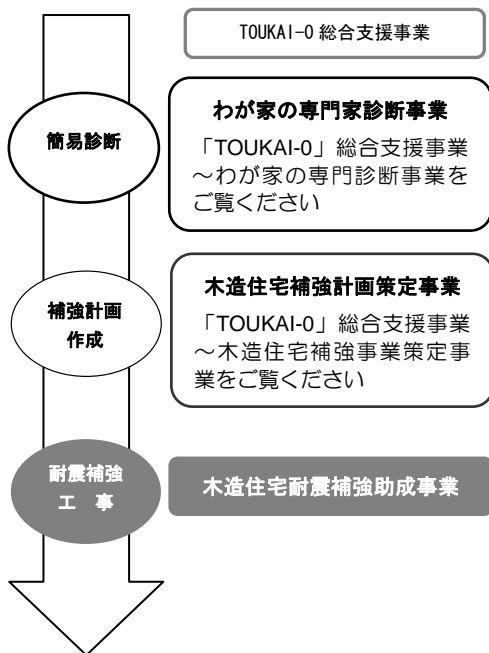 TOUKAI-0 総合支援事業
簡易診断
わが家の専門家診断事業
「TOUKAI-0」総合支援事業
～わが家の専門診断事業を
ご覧ください
補強計画
作成
木造住宅補強計画策定事業
「TOUKAI-0」総合支援事業
～木造住宅補強事業策定事
業をご覧ください
耐震補強
工　事
木造住宅耐震補強助成事業